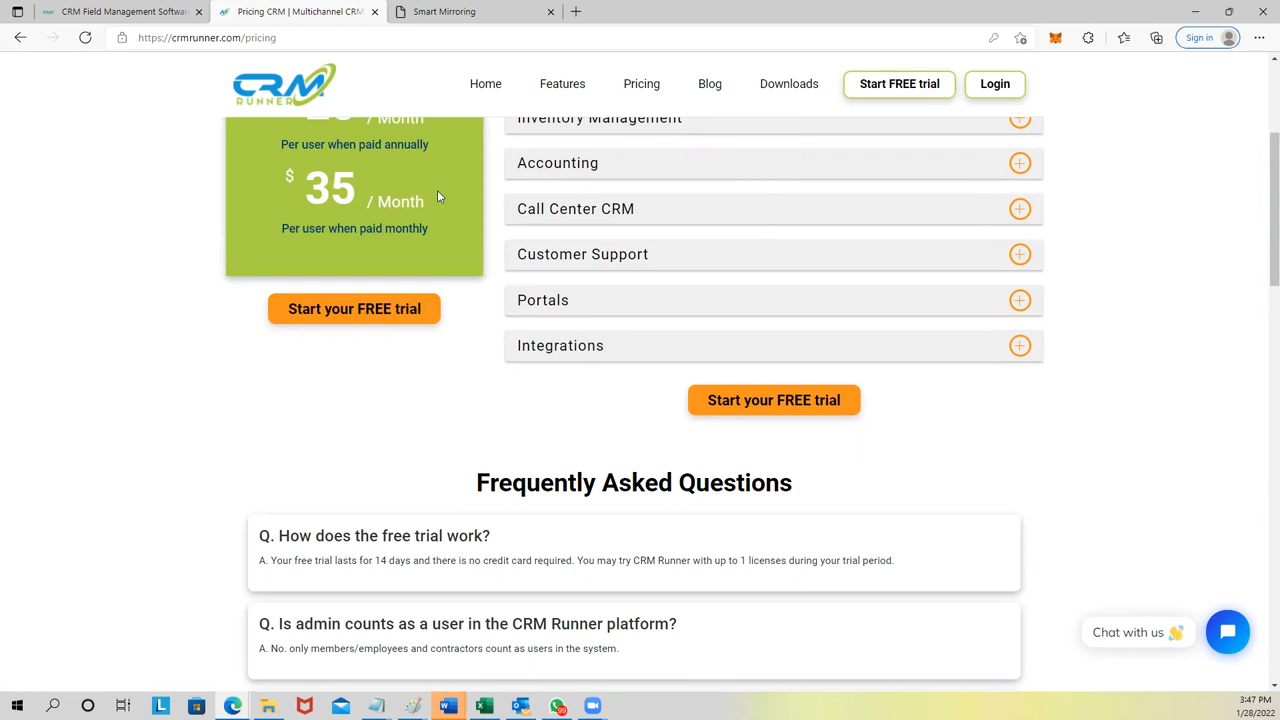 CRM Field Management Softwar
Pricing CRM | Multichannel CRM
Smart Mirroring
https://crmrunner.com/pricing
Sign in
CRM
RUNNER
Home
Features
Pricing
Blog
Downloads
Start FREE trial
Login
/ Month
Per user when paid annually
$ 35 / Month
Per user when paid monthly
Start your FREE trial
Inventory Management
Accounting
Call Center CRM
Customer Support
Portals
Integrations
Start your FREE trial
Frequently Asked Questions
Q. How does the free trial work?
A. Your free trial lasts for 14 days and there is no credit card required. You may try CRM Runner with up to 1 licenses during your trial period.
Q. Is admin counts as a user in the CRM Runner platform?
A. No. only members/employees and contractors count as users in the system.
Chat with us 👋
3:47 PM
1/28/2022